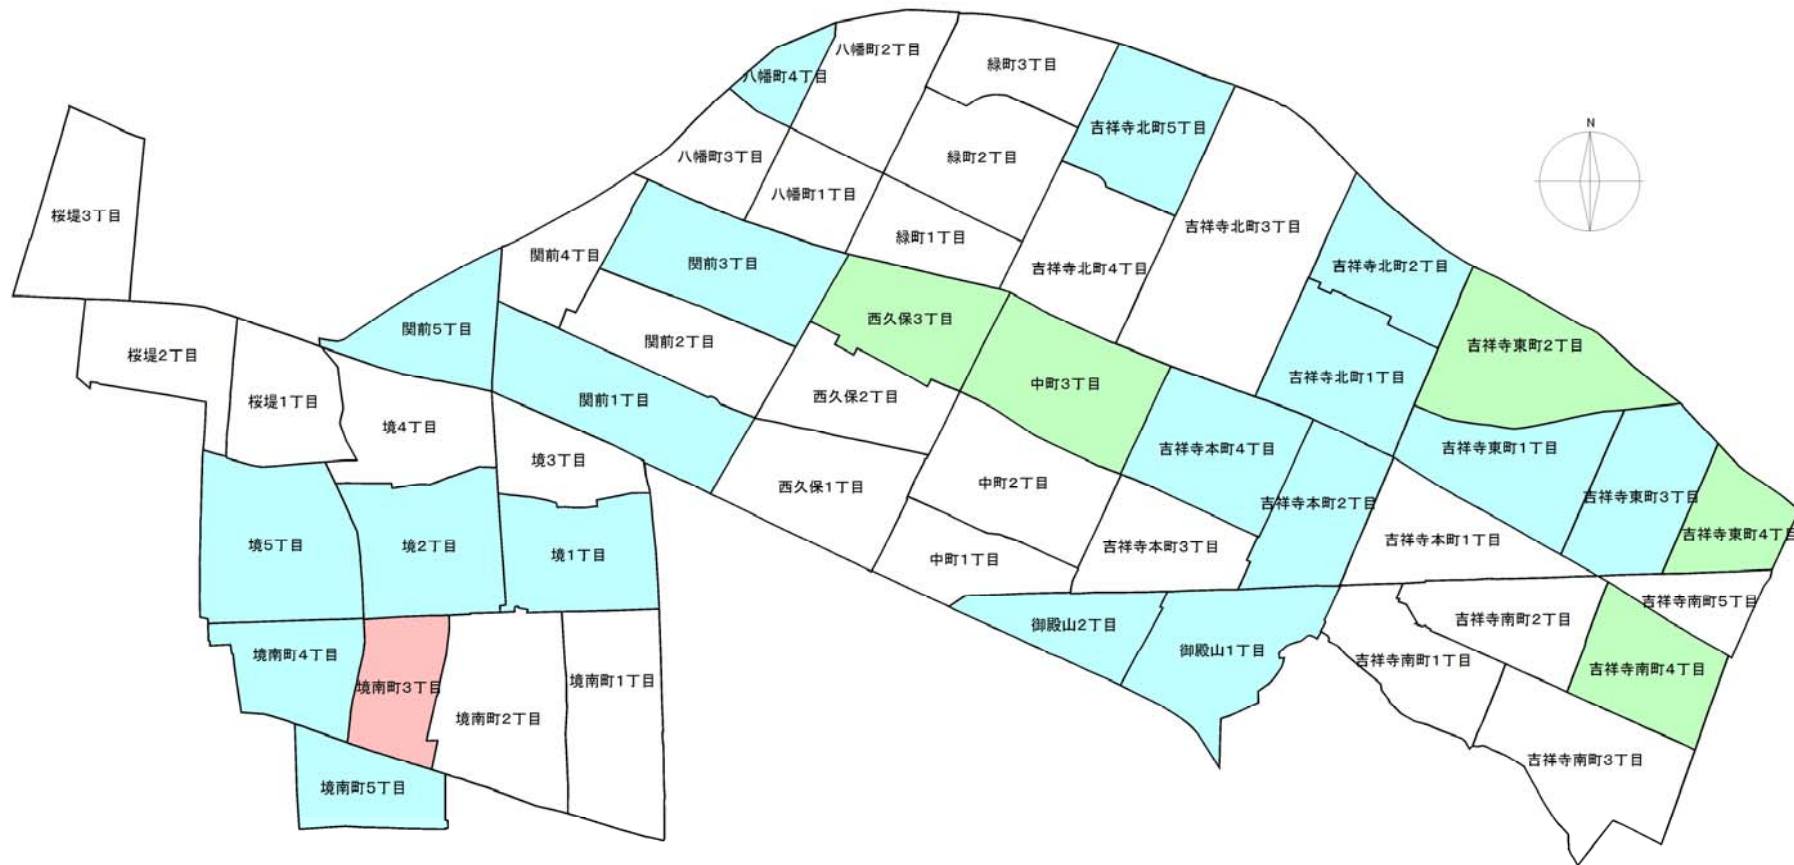 八幡町2丁目
緑町3丁目
八幡町4丁目
N
吉祥寺北町5丁目
八幡町3丁目
緑町2丁目
八幡町1丁目
桜堤3丁目
吉祥寺北町3丁目
緑町1丁目
関前4丁目
関前3丁目
吉祥寺北町4丁目
吉祥寺北町2丁目
西久保3丁目
関前5丁目
関前2丁目
吉祥寺東町2丁目
桜堤2丁目
吉祥寺北町1丁目
中町3丁目
西久保2丁目
関前1丁目
桜堤1丁目
境4丁目
吉祥寺本町4丁目
吉祥寺東町1丁目
境3丁目
中町2丁目
西久保1丁目
吉祥寺東町3丁目
吉祥寺本町2丁目
吉祥寺東町4丁目
吉祥寺本町1丁目
境5丁目
境2丁目
吉祥寺本町3丁目
境1丁目
中町1丁目
吉祥寺南町5丁目
吉祥寺南町2丁目
御殿山2丁目
御殿山1丁目
境南町4丁目
吉祥寺南町1丁目
吉祥寺南町4丁目
境南町1丁目
境南町3丁目
境南町2丁目
吉祥寺南町3丁目
境南町5丁目